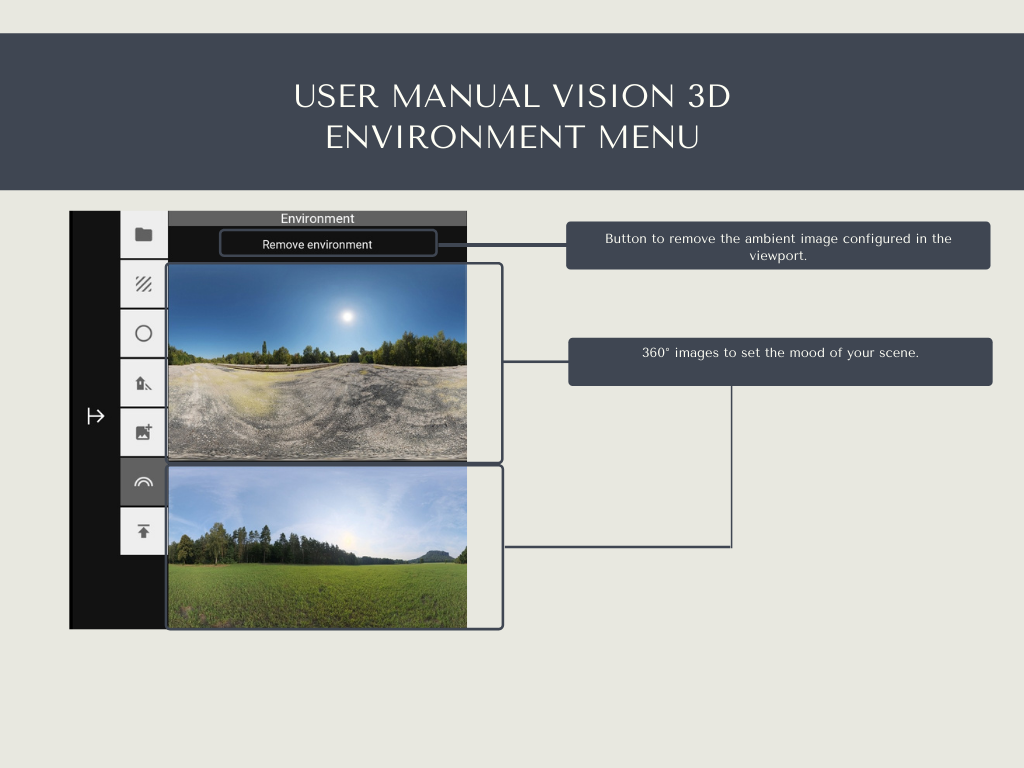 USER MANUAL VISION 3D
ENVIRONMENT MENU
Environment
Remove environment
Button to remove the ambient image configured in the
viewport.
360° images to set the mood of your scene.